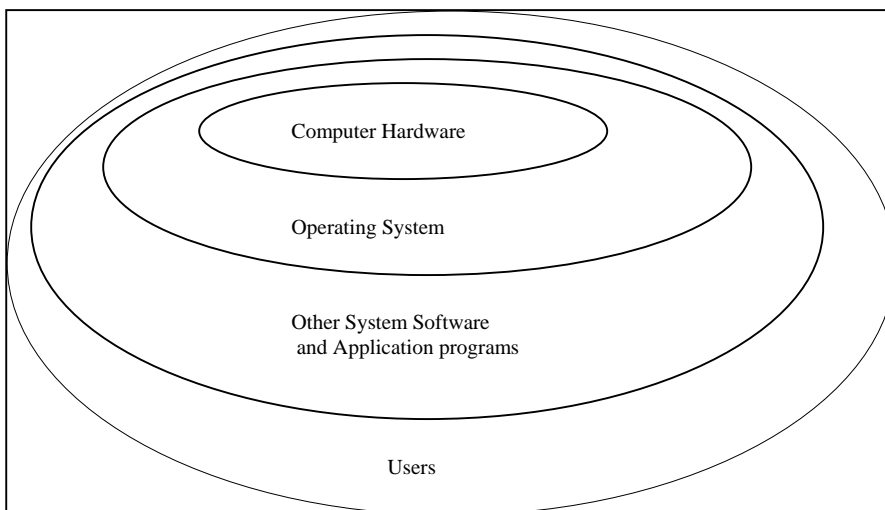 Computer Hardware
Operating System
Other System Software
and Application programs
Users